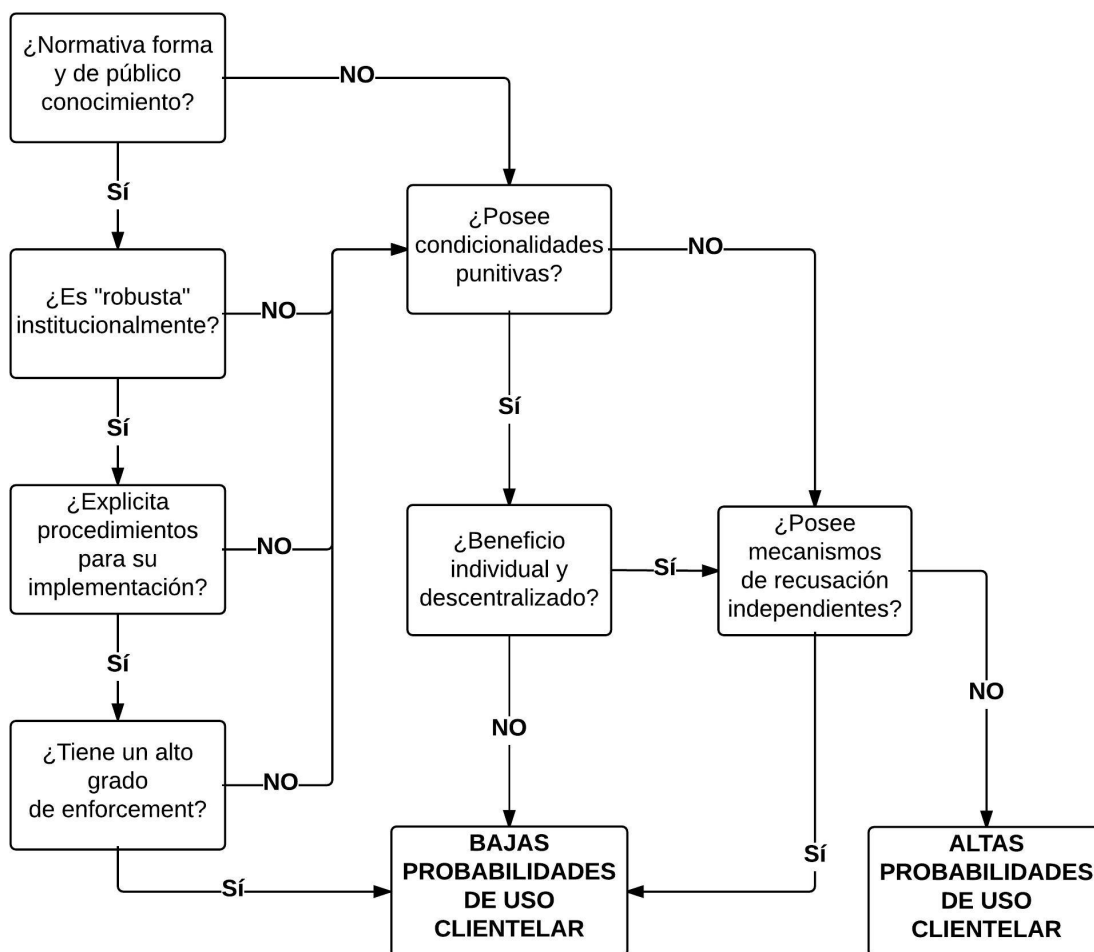 ¿Normativa forma
y de público
conocimiento?
NO
Sí
¿Posee
condicionalidades
punitivas?
NO
¿Es "robusta"
institucionalmente?
NO
Sí
Sí
¿Explicita
procedimientos
para su
implementación?
NO
¿Beneficio
individual y
descentralizado?
Sí
¿Posee
mecanismos
de recusación
independientes?
Sí
NO
NO
¿Tiene un alto
grado
de enforcement?
NO
Sí
Sí
BAJAS
PROBABILIDADES
DE USO
CLIENTELAR
ALTAS
PROBABILIDADES
DE USO
CLIENTELAR